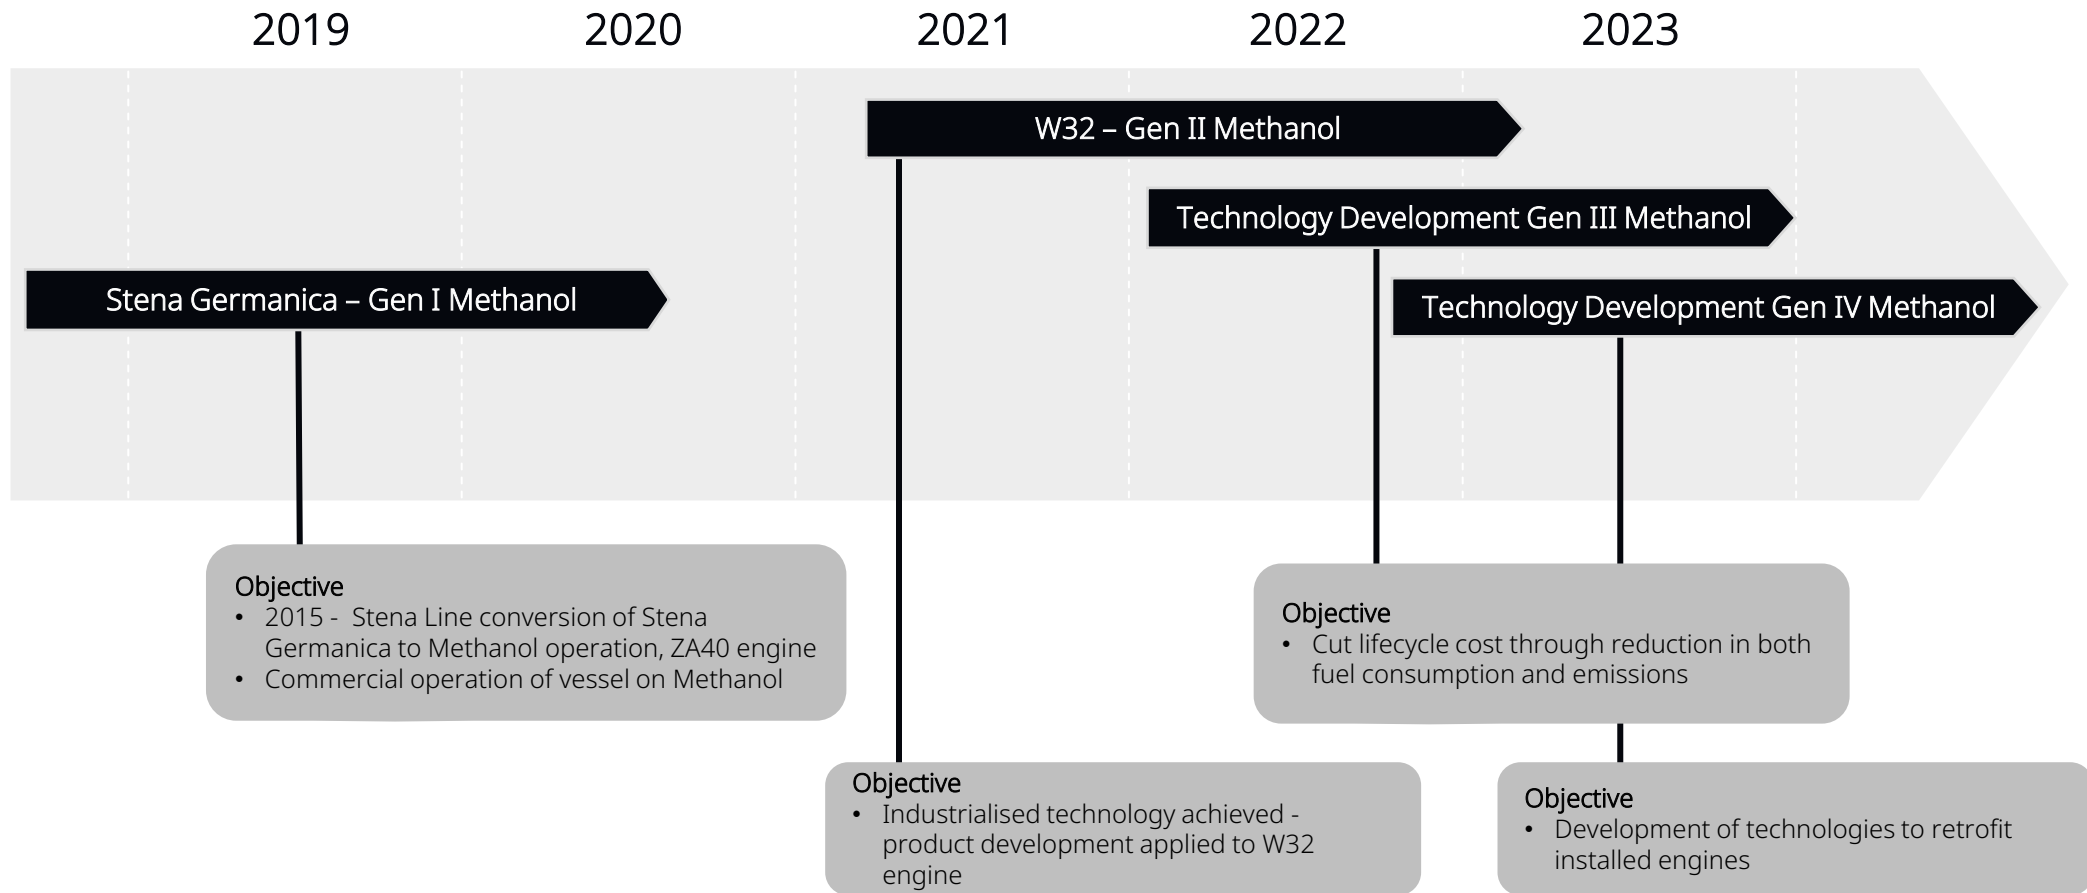 2019 2020 2021 2022 2023
W32 – Gen II Methanol
Technology Development Gen III Methanol
Stena Germanica – Gen I Methanol
Technology Development Gen IV Methanol
Objective
• 2015 -  Stena Line conversion of Stena
Germanica to Methanol operation, ZA40 engine
• Commercial operation of vessel on Methanol
Objective
• Cut lifecycle cost through reduction in both
fuel consumption and emissions
Objective
• Industrialised technology achieved -
product development applied to W32
engine
Objective
• Development of technologies to retrofit
installed engines